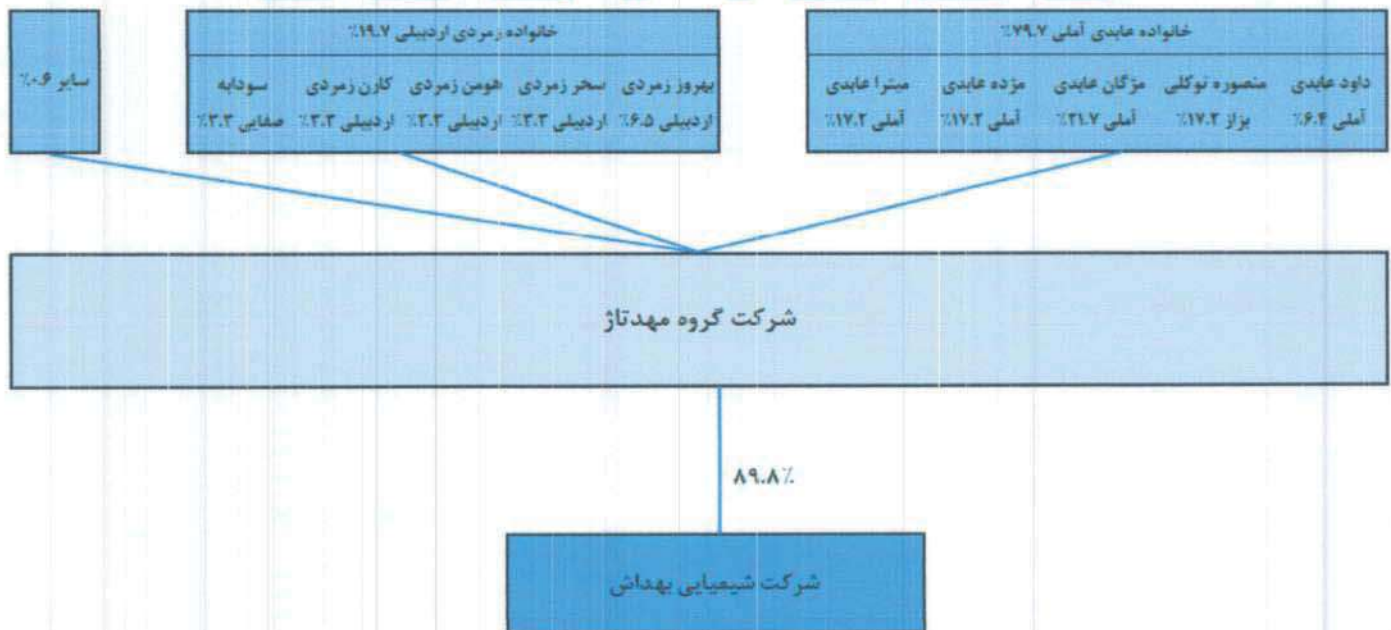 خانواده عابدی آملی ۷۹.۷٪
داود عابدی آملی ۶.۴٪
منصوره توکلی بزاز ۱۷.۲٪
مژگان عابدی آملی ۲۱.۷٪
مژده عابدی آملی ۱۷.۲٪
میترا عابدی آملی ۱۷.۲٪
خانواده زمردی اردبیلی ۱۹.۷٪
بهروز زمردی اردبیلی ۶.۵٪
سحر زمردی اردبیلی ۳.۳٪
هومن زمردی اردبیلی ۳.۳٪
کارن زمردی اردبیلی ۳.۳٪
سودابه صفایی ۳.۳٪
سایر ۰.۶٪
شرکت گروه مهدتاژ
۸۹.۸٪
شرکت شیمیایی بهداش